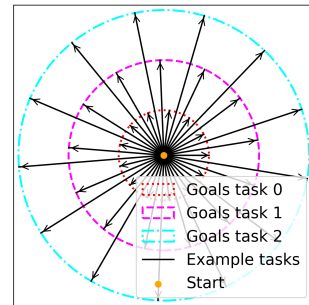 Goals task 0
Goals task 1
Goals task 2
Example tasks
Start